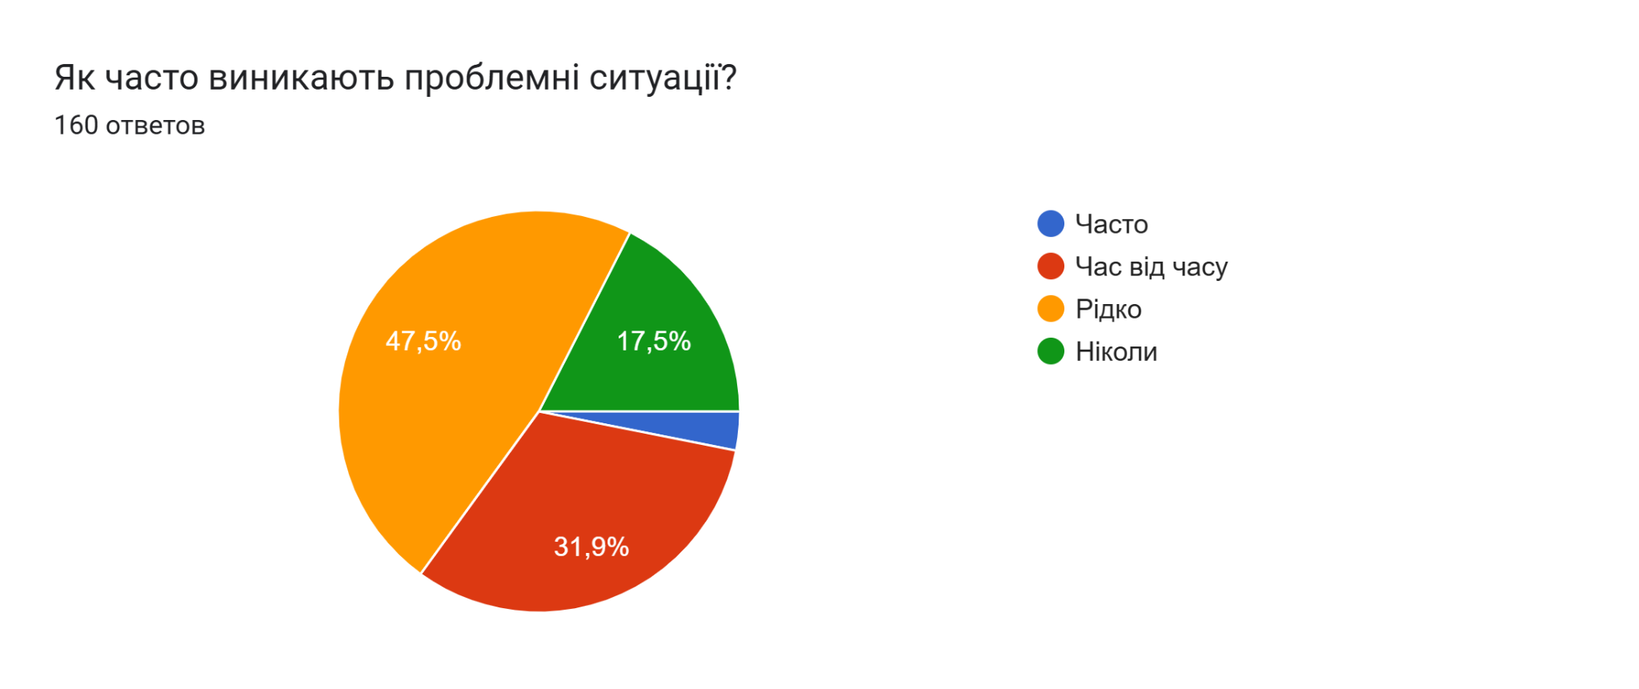 Як часто виникають проблемні ситуації?
160 ответов
47,5%
17,5%
31,9%
Часто
Час від часу
Рідко
Ніколи